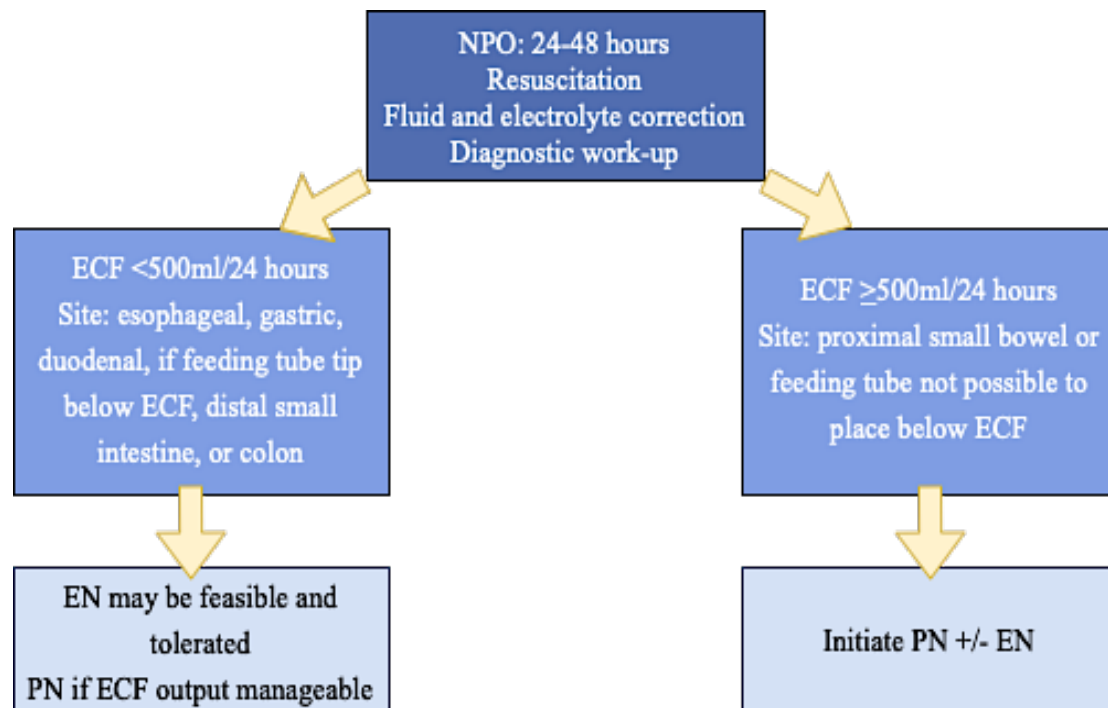 NPO: 24-48 hours
Resuscitation
Fluid and electrolyte correction
Diagnostic work-up
ECF <500ml/24 hours
Site: esophageal, gastric,
duodenal, if feeding tube tip
below ECF, distal small
intestine, or colon
ECF ≥500ml/24 hours
Site: proximal small bowel or
feeding tube not possible to
place below ECF
EN may be feasible and
tolerated
PN if ECF output manageable
Initiate PN +/- EN